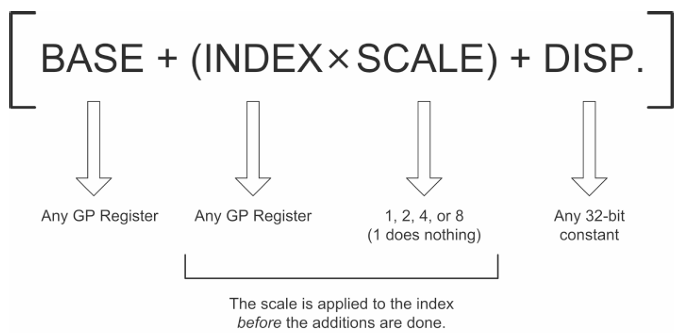 [BASE + (INDEX×SCALE) + DISP.]
Any GP Register
Any GP Register
1, 2, 4, or 8
(1 does nothing)
Any 32-bit
constant
The scale is applied to the index
before the additions are done.